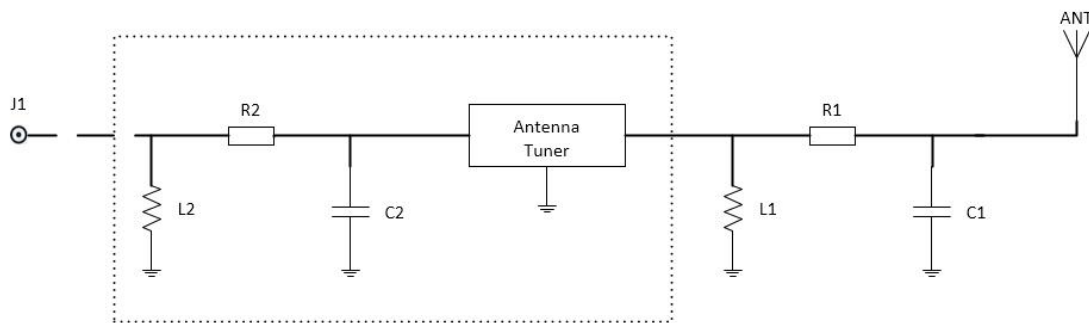 ANT
J1
R2
R1
Antenna
Tuner
L2
C2
L1
C1